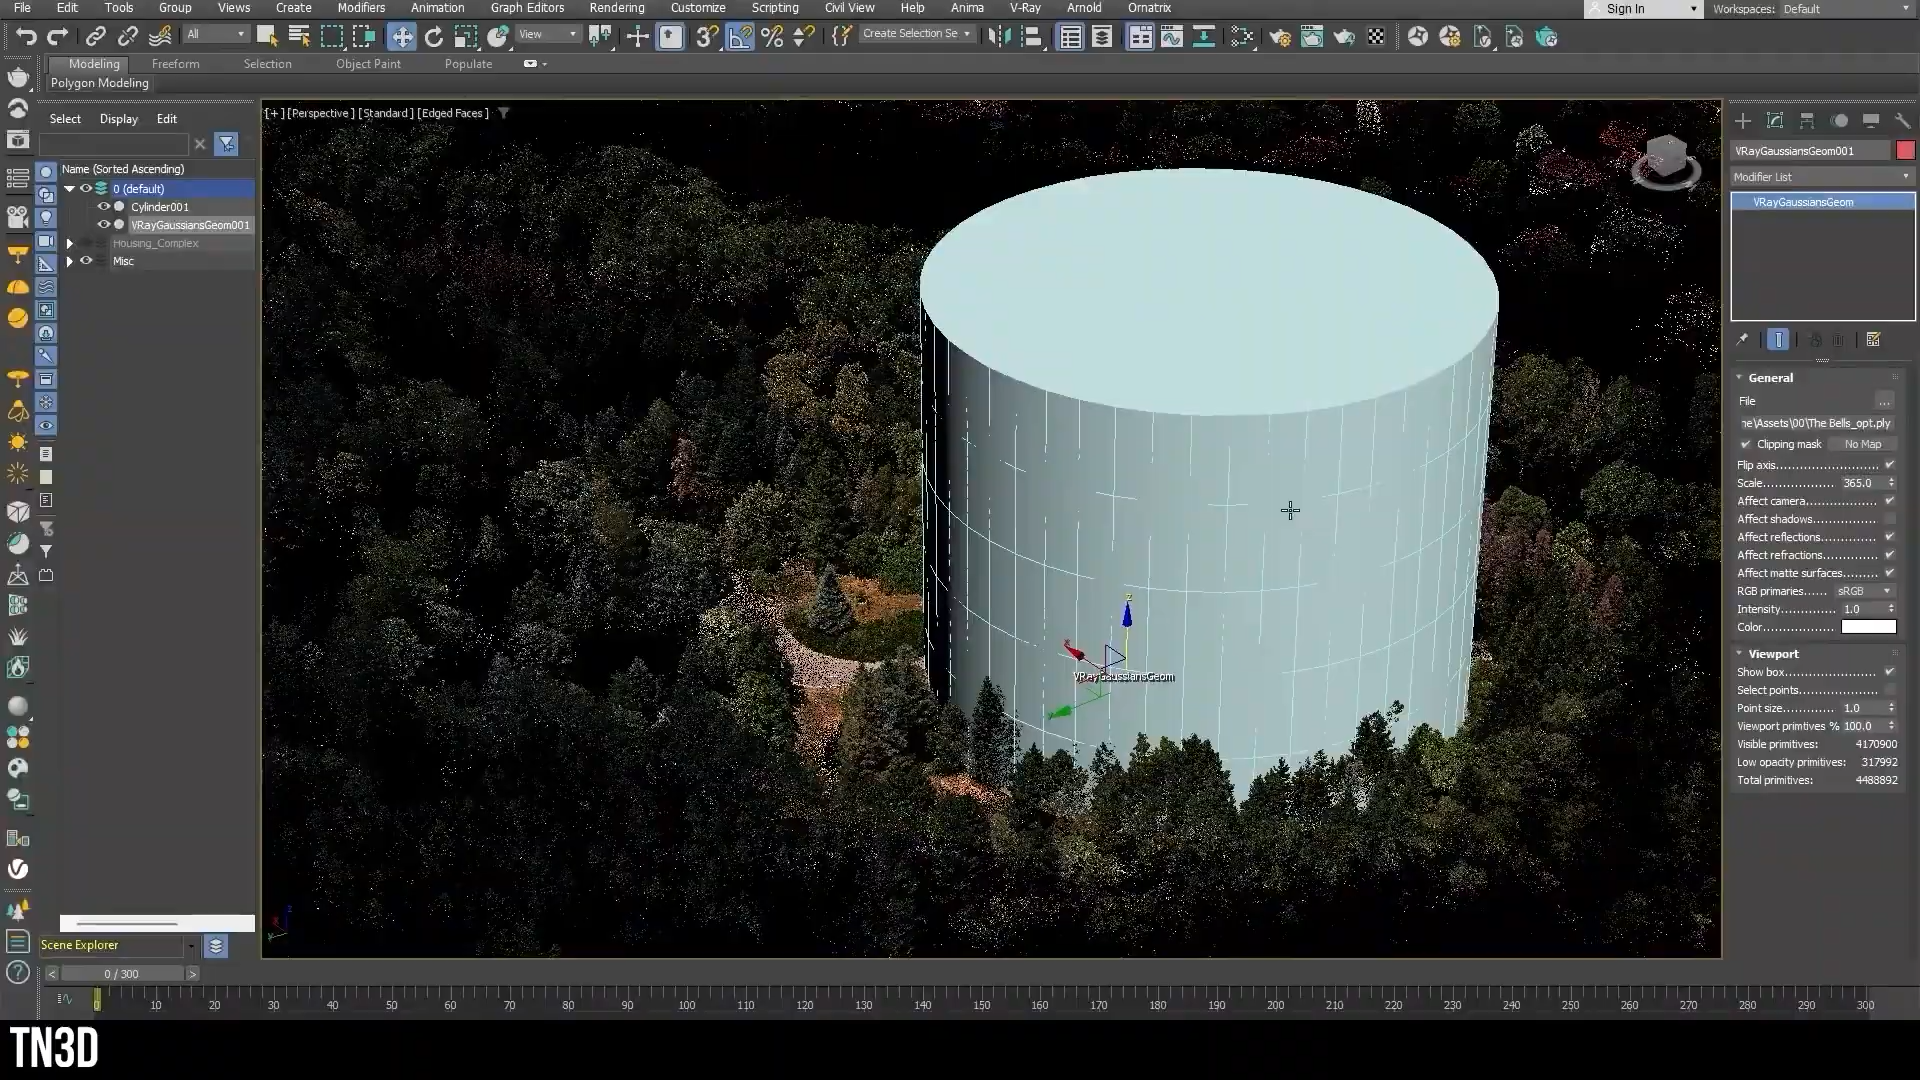 File Edit Tools Group Views Create Modifiers Animation Graph Editors Rendering Customize Scripting Civil View Help Anima V-Ray Arnold Ornatrix Sign In Workspaces: Default
All View Create Selection Se
Modeling Freeform Selection Object Paint Populate
Polygon Modeling
Select Display Edit
Name (Sorted Ascending)
0 (default)
Cylinder001
VRayGaussiansGeom001
Housing_Complex
Misc
Scene Explorer
[+] [Perspective ] [Standard ] [Edged Faces ]
VRayGaussiansGeom
VRayGaussiansGeom001
Modifier List
VRayGaussiansGeom
General
File ...
ne\Assets\00\The Bells_opt.ply
Clipping mask No Map
Flip axis
Scale 365.0
Affect camera
Affect shadows
Affect reflections
Affect refractions
Affect matte surfaces
RGB primaries sRGB
Intensity 1.0
Color
Viewport
Show box
Select points
Point size 1.0
Viewport primitives % 100.0
Visible primitives: 4170900
Low opacity primitives: 317992
Total primitives: 4488892
< 0 / 300 >
0 10 20 30 40 50 60 70 80 90 100 110 120 130 140 150 160 170 180 190 200 210 220 230 240 250 260 270 280 290 300
TN3D